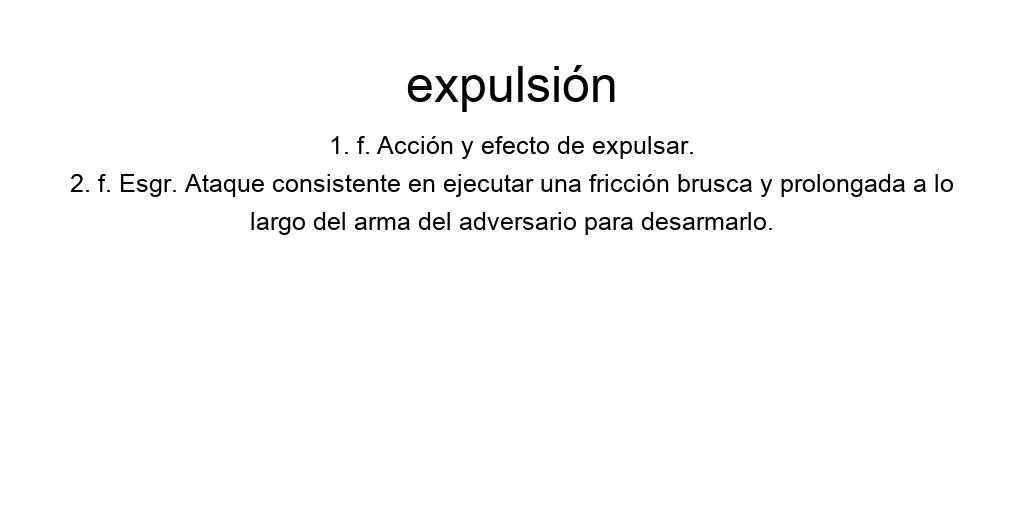 expulsión
1. f. Acción y efecto de expulsar.
2. f. Esgr. Ataque consistente en ejecutar una fricción brusca y prolongada a lo
largo del arma del adversario para desarmarlo.